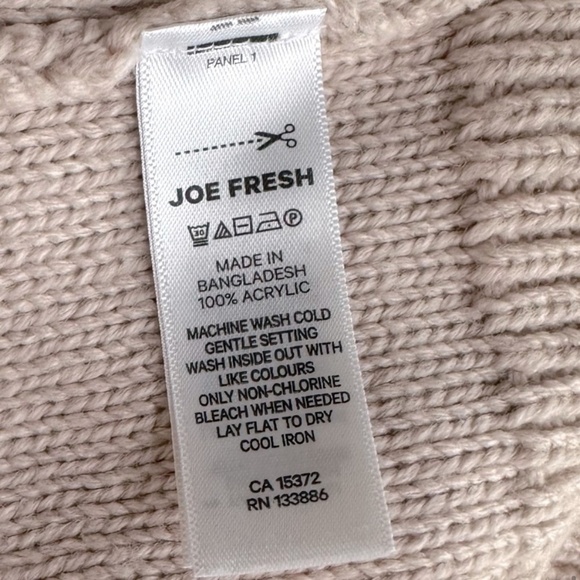 PANEL 1
JOE FRESH
30 P
MADE IN
BANGLADESH
100% ACRYLIC
MACHINE WASH COLD
GENTLE SETTING
WASH INSIDE OUT WITH
LIKE COLOURS
ONLY NON-CHLORINE
BLEACH WHEN NEEDED
LAY FLAT TO DRY
COOL IRON
CA 15372
RN 133886